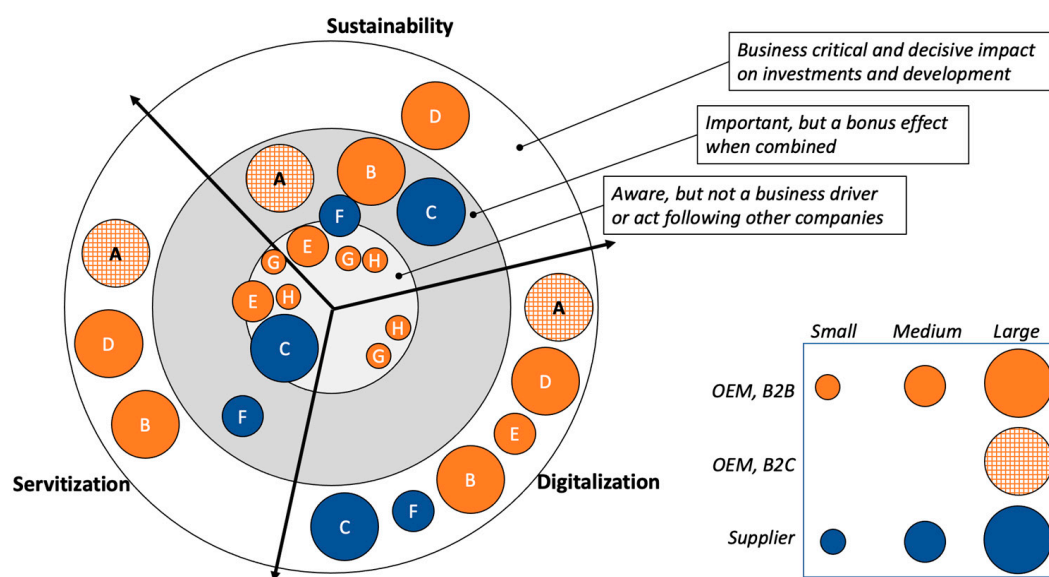 Sustainability
Business critical and decisive impact
on investments and development
D
Important, but a bonus effect
when combined
B
A
Aware, but not a business driver
or act following other companies
C
F
E
A
G
G
H
E
H
A
Small
Medium
Large
H
D
C
G
D
OEM, B2B
F
B
E
OEM, B2C
B
Servitization
Digitalization
F
C
Supplier